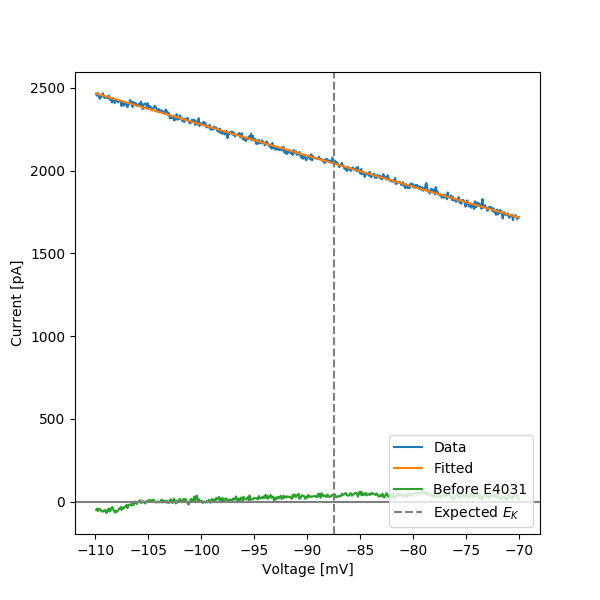 2500
2000
1500
1000
500
0
Current [pA]
Data
Fitted
Before E4031
Expected $E_K$
−110 −105 −100 −95 −90 −85 −80 −75 −70
Voltage [mV]